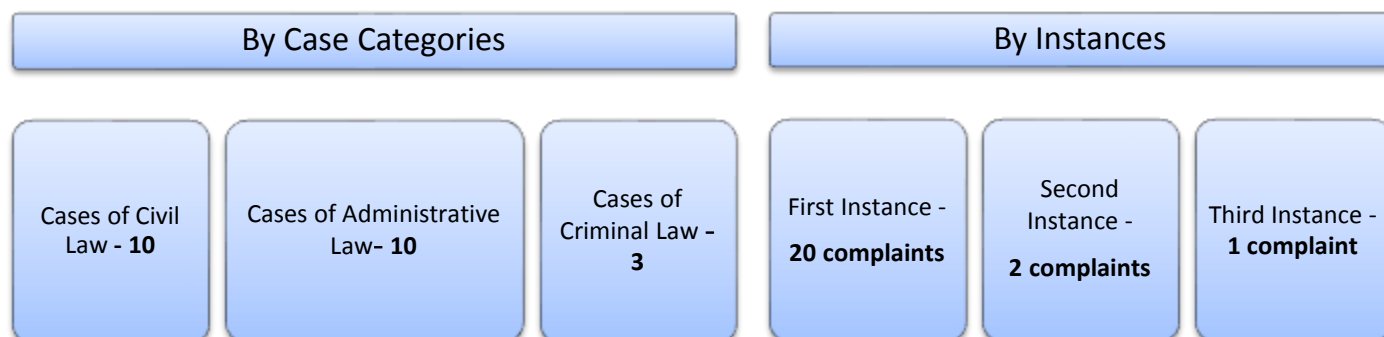 By Case Categories
By Instances
Cases of Civil
Law - 10
Cases of Administrative
Law– 10
Cases of
Criminal Law –
3
First Instance -
20 complaints
Second
Instance -
2 complaints
Third Instance -
1 complaint